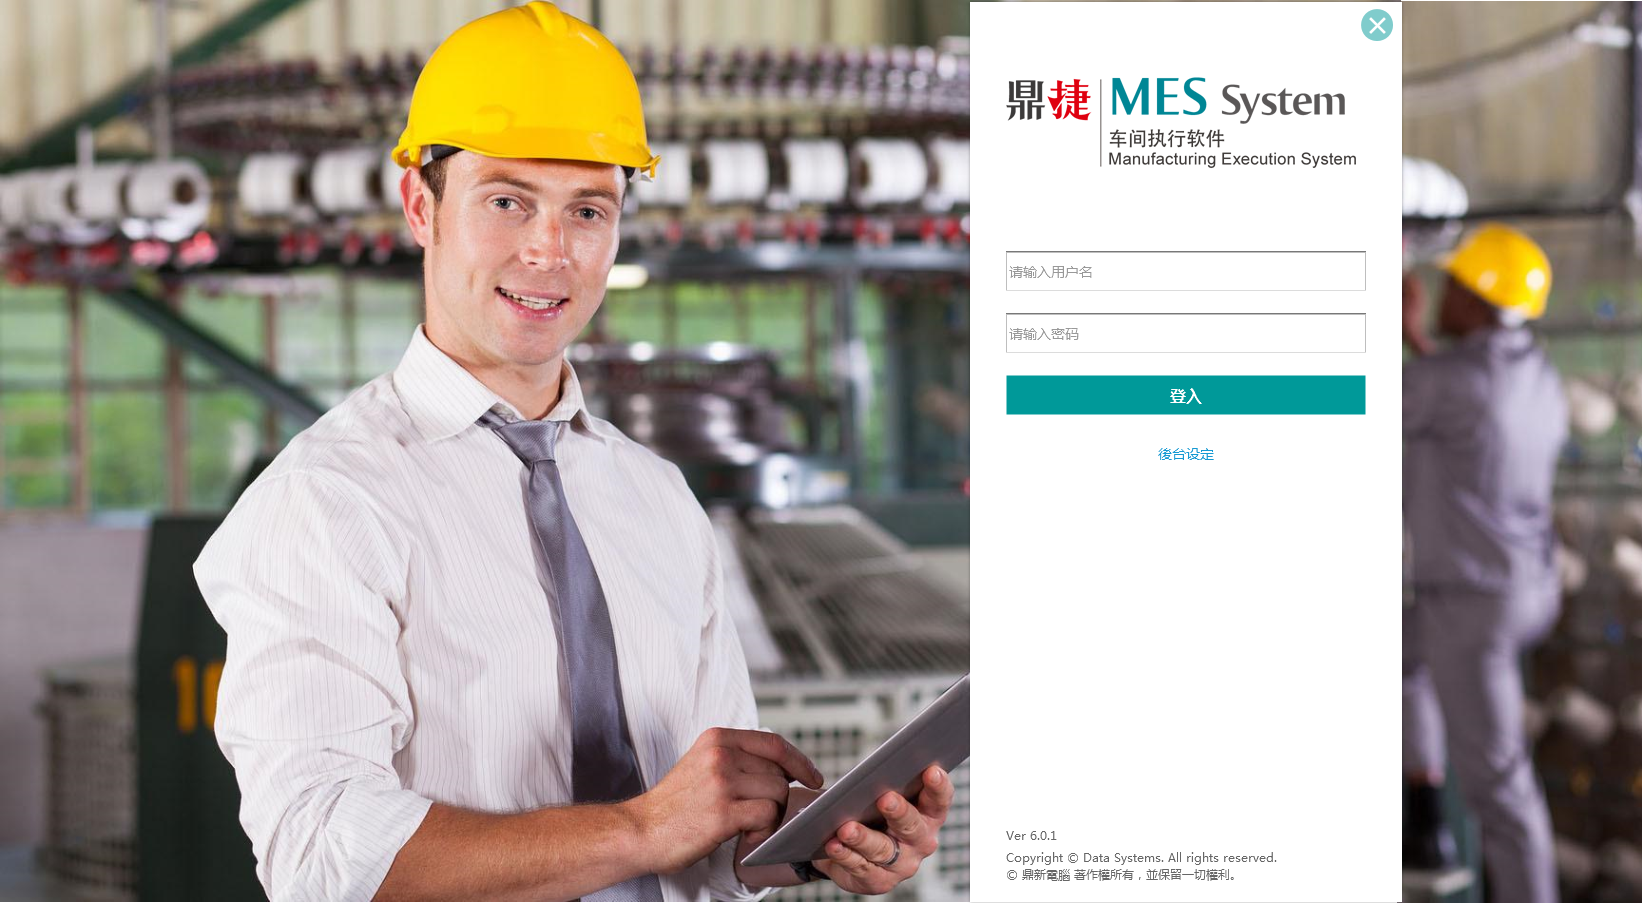 鼎捷 MES System
车间执行软件
Manufacturing Execution System
请输入用户名
请输入密码
登入
後台设定
Ver 6.0.1
Copyright © Data Systems. All rights reserved.
© 鼎新電腦 著作權所有，並保留一切權利。